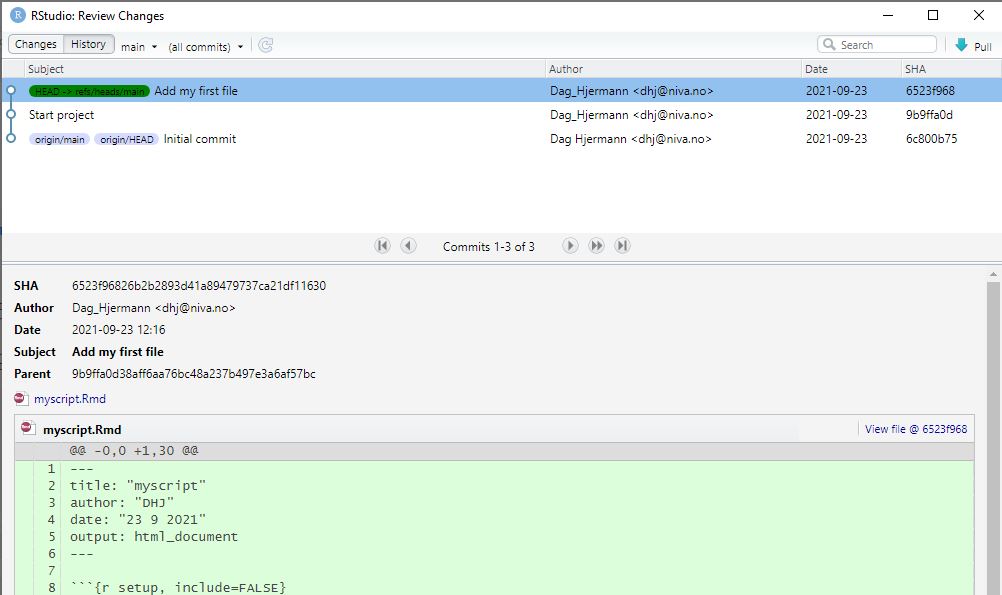 RStudio: Review Changes
Changes History main (all commits) Search Pull
Subject Author Date SHA
HEAD -> refs/heads/main Add my first file Dag_Hjermann <dhj@niva.no> 2021-09-23 6523f968
Start project Dag_Hjermann <dhj@niva.no> 2021-09-23 9b9ffa0d
origin/main origin/HEAD Initial commit Dag Hjermann <dhj@niva.no> 2021-09-23 6c800b75
Commits 1-3 of 3
SHA 6523f96826b2b2893d41a89479737ca21df11630
Author Dag_Hjermann <dhj@niva.no>
Date 2021-09-23 12:16
Subject Add my first file
Parent 9b9ffa0d38aff6aa76bc48a237b497e3a6af57bc
myscript.Rmd
myscript.Rmd View file @ 6523f968
@@ -0,0 +1,30 @@
1 ---
2 title: "myscript"
3 author: "DHJ"
4 date: "23 9 2021"
5 output: html_document
6 ---
7
8 ```{r setup, include=FALSE}